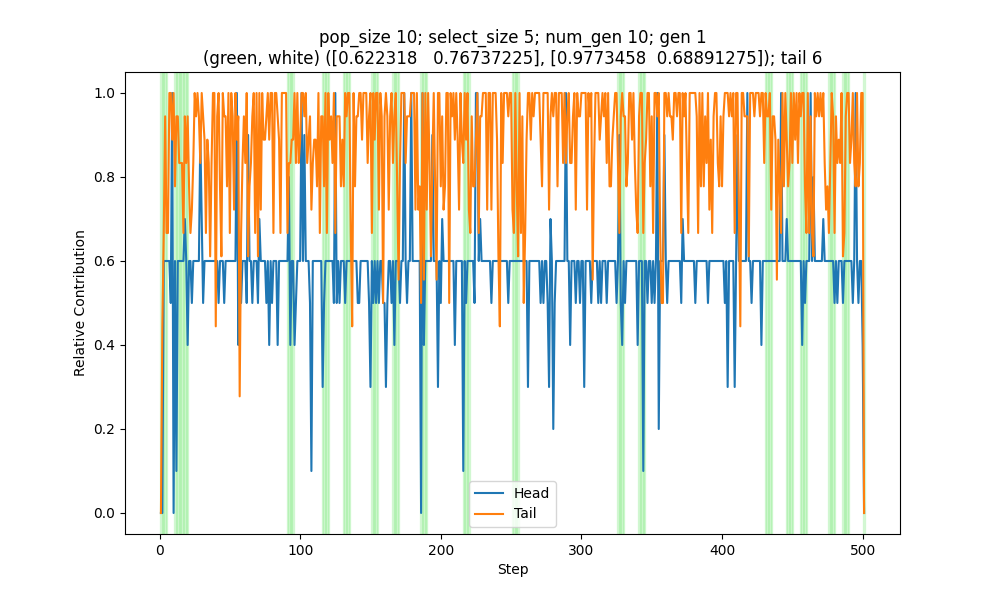 pop_size 10; select_size 5; num_gen 10; gen 1
(green, white) ([0.622318   0.76737225], [0.9773458  0.68891275]); tail 6
1.0
0.8
0.6
0.4
0.2
0.0
Relative Contribution
Head
Tail
0
100
200
300
400
500
Step